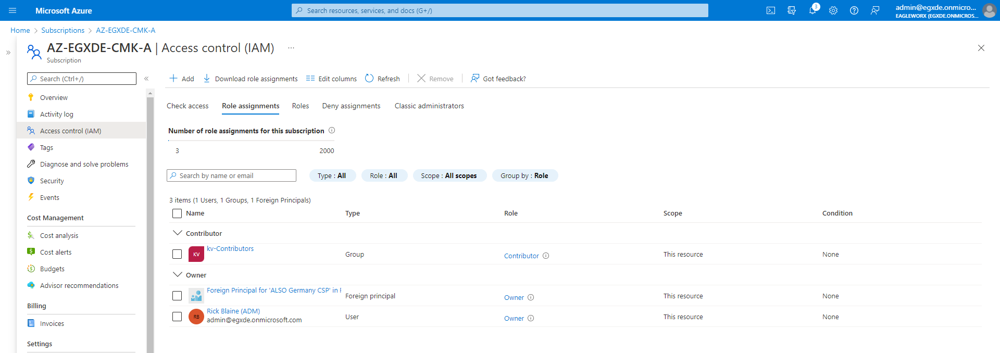 Microsoft Azure
Search resources, services, and docs (G+/)
3
admin@egxde.onmicro...
EAGLEWORX (EGXDE.ONMICROS...
Home > Subscriptions > AZ-EGXDE-CMK-A
AZ-EGXDE-CMK-A | Access control (IAM) ...
Subscription
Search (Ctrl+/)
Overview
Activity log
Access control (IAM)
Tags
Diagnose and solve problems
Security
Events
Cost Management
Cost analysis
Cost alerts
Budgets
Advisor recommendations
Billing
Invoices
Settings
Add Download role assignments Edit columns Refresh Remove Got feedback?
Check access Role assignments Roles Deny assignments Classic administrators
Number of role assignments for this subscription
3 2000
Search by name or email Type : All Role : All Scope : All scopes Group by : Role
3 items (1 Users, 1 Groups, 1 Foreign Principals)
Name Type Role Scope Condition
Contributor
KV kv-Contributors Group Contributor This resource None
Owner
Foreign Principal for 'ALSO Germany CSP' in Foreign principal Owner This resource None
RB Rick Blaine (ADM) User Owner This resource None
admin@egxde.onmicrosoft.com